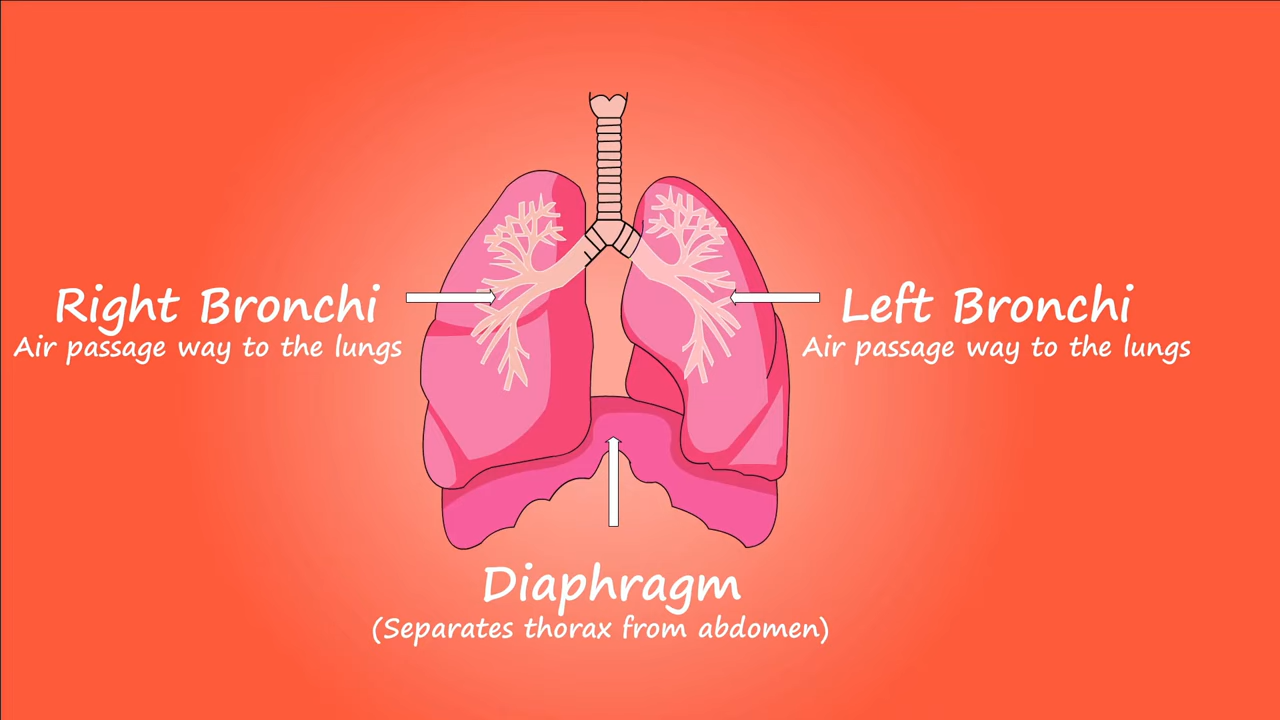 Right Bronchi
Air passage way to the lungs
Left Bronchi
Air passage way to the lungs
Diaphragm
(Separates thorax from abdomen)